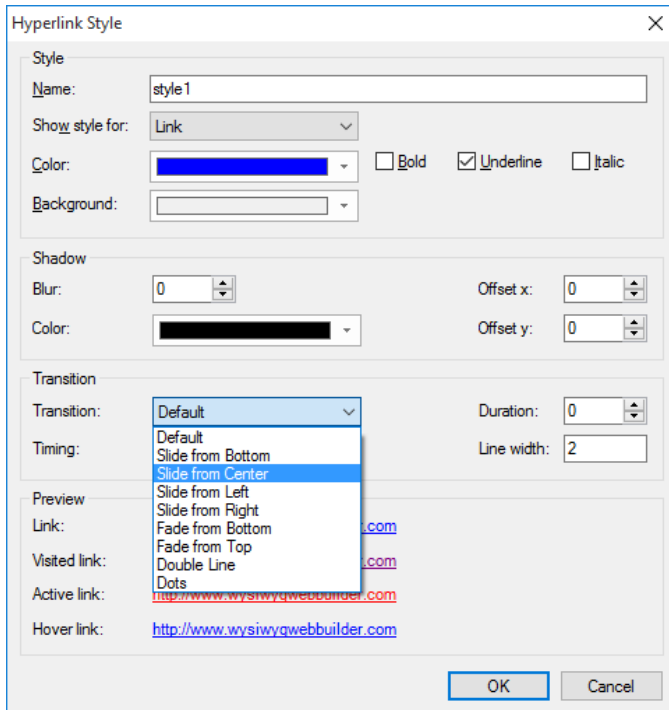 Hyperlink Style
Style
Name: style1
Show style for: Link
Color: Bold Underline Italic
Background:
Shadow
Blur: 0 Offset x: 0
Color: Offset y: 0
Transition
Transition: Default Duration: 0
Default
Timing: Slide from Bottom Line width: 2
Slide from Center
Slide from Left
Preview
Slide from Right
Link: Fade from Bottom .com
Fade from Top
Visited link: Double Line .com
Dots
Active link: http://www.wysiwygwebbuilder.com
Hover link: http://www.wysiwygwebbuilder.com
OK Cancel